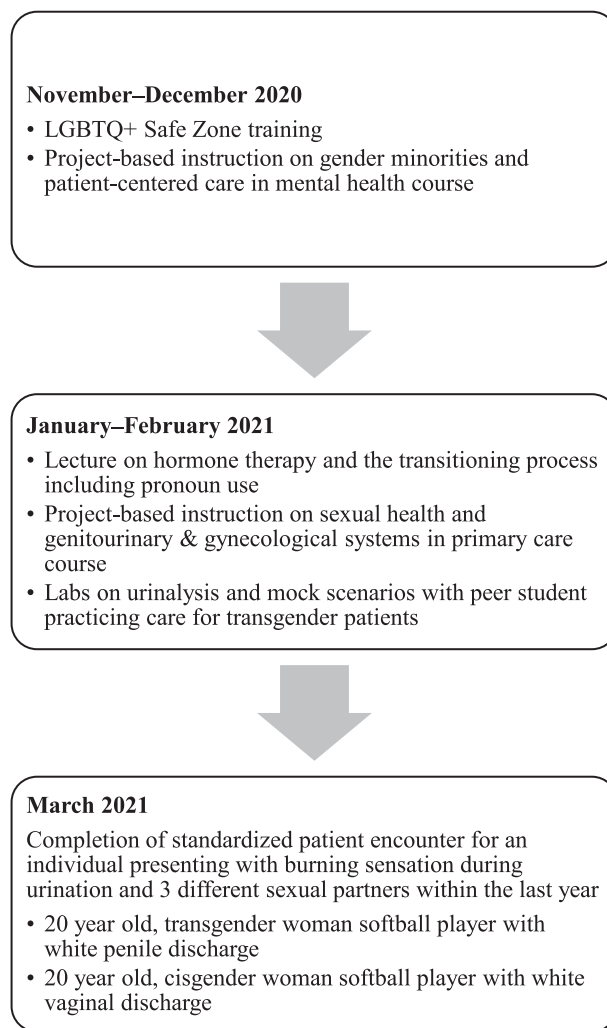 November–December 2020
• LGBTQ+ Safe Zone training
• Project-based instruction on gender minorities and
patient-centered care in mental health course
January–February 2021
• Lecture on hormone therapy and the transitioning process
including pronoun use
• Project-based instruction on sexual health and
genitourinary & gynecological systems in primary care
course
• Labs on urinalysis and mock scenarios with peer student
practicing care for transgender patients
March 2021
Completion of standardized patient encounter for an
individual presenting with burning sensation during
urination and 3 different sexual partners within the last year
• 20 year old, transgender woman softball player with
white penile discharge
• 20 year old, cisgender woman softball player with white
vaginal discharge